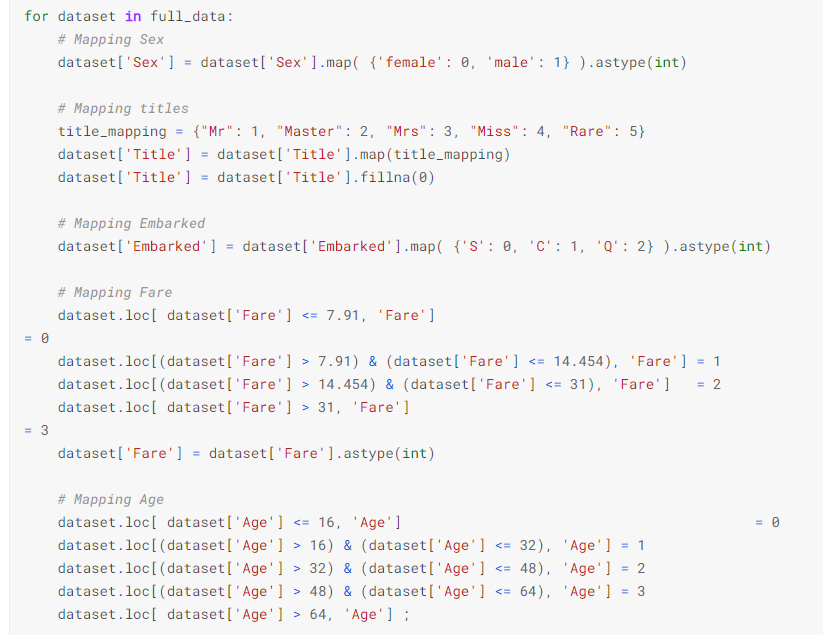 for dataset in full_data:
    # Mapping Sex
    dataset['Sex'] = dataset['Sex'].map( {'female': 0, 'male': 1} ).astype(int)

    # Mapping titles
    title_mapping = {"Mr": 1, "Master": 2, "Mrs": 3, "Miss": 4, "Rare": 5}
    dataset['Title'] = dataset['Title'].map(title_mapping)
    dataset['Title'] = dataset['Title'].fillna(0)

    # Mapping Embarked
    dataset['Embarked'] = dataset['Embarked'].map( {'S': 0, 'C': 1, 'Q': 2} ).astype(int)

    # Mapping Fare
    dataset.loc[ dataset['Fare'] <= 7.91, 'Fare']
= 0
    dataset.loc[(dataset['Fare'] > 7.91) & (dataset['Fare'] <= 14.454), 'Fare'] = 1
    dataset.loc[(dataset['Fare'] > 14.454) & (dataset['Fare'] <= 31), 'Fare']   = 2
    dataset.loc[ dataset['Fare'] > 31, 'Fare']
= 3
    dataset['Fare'] = dataset['Fare'].astype(int)

    # Mapping Age
    dataset.loc[ dataset['Age'] <= 16, 'Age']                                          = 0
    dataset.loc[(dataset['Age'] > 16) & (dataset['Age'] <= 32), 'Age'] = 1
    dataset.loc[(dataset['Age'] > 32) & (dataset['Age'] <= 48), 'Age'] = 2
    dataset.loc[(dataset['Age'] > 48) & (dataset['Age'] <= 64), 'Age'] = 3
    dataset.loc[ dataset['Age'] > 64, 'Age'] ;